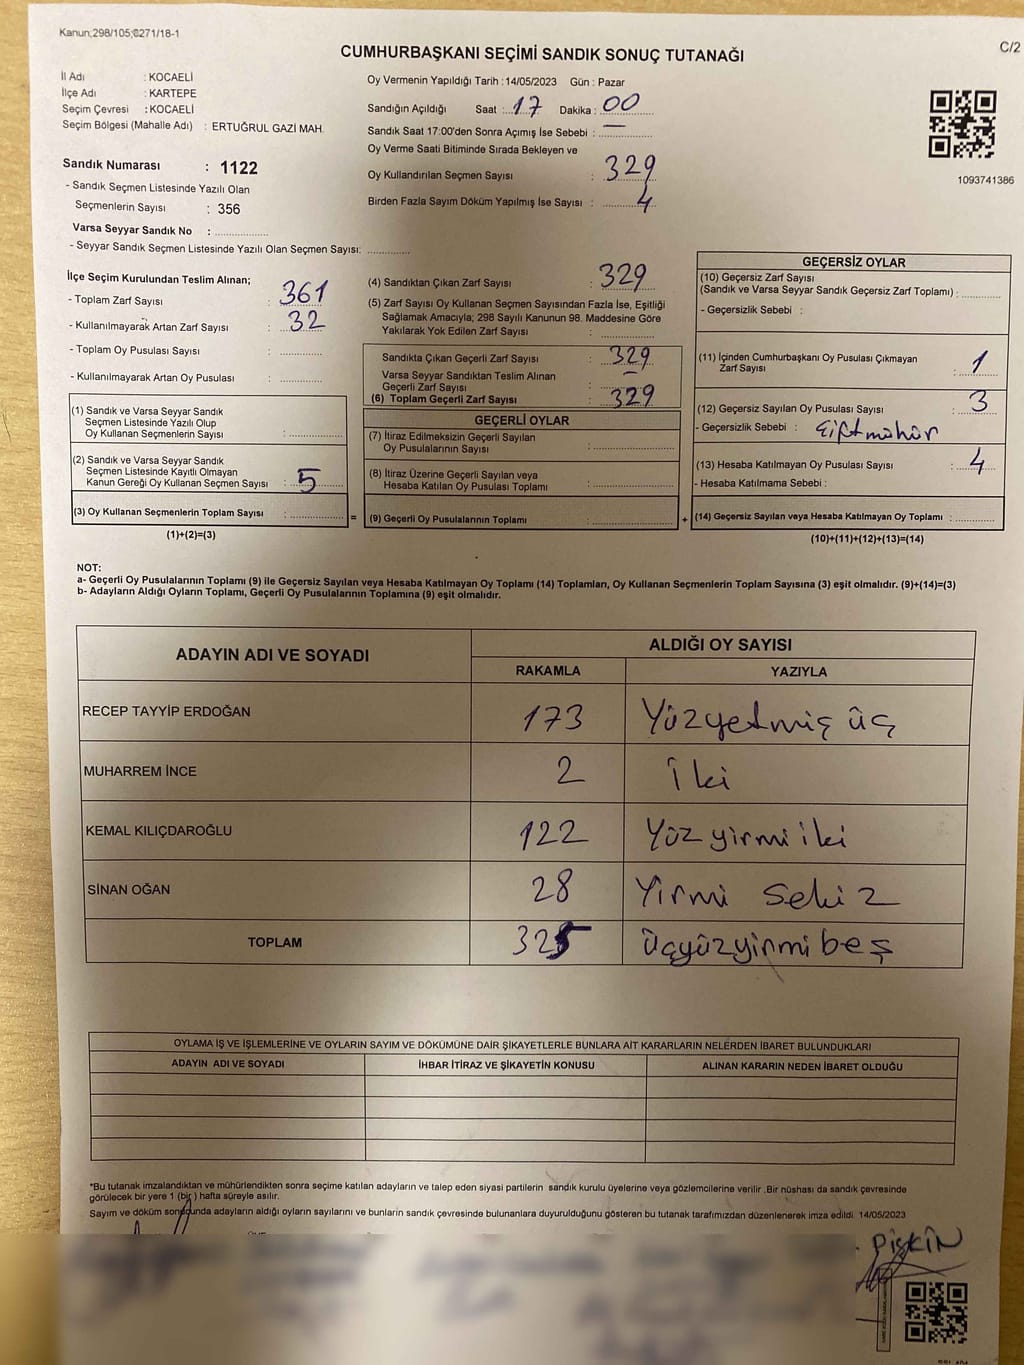 Kanun,298/105;6271/18-1
C/2
CUMHURBAŞKANI SEÇİMİ SANDIK SONUÇ TUTANAĞI
İl Adı : KOCAELİ
İlçe Adı : KARTEPE
Seçim Çevresi : KOCAELİ
Seçim Bölgesi (Mahalle Adı) : ERTUĞRUL GAZİ MAH.
Oy Vermenin Yapıldığı Tarih : 14/05/2023 Gün : Pazar
Sandığın Açıldığı Saat : 17 Dakika : 00
Sandık Saat 17:00'den Sonra Açımış İse Sebebi : —
Oy Verme Saati Bitiminde Sırada Bekleyen ve
Oy Kullandırılan Seçmen Sayısı : 329
Birden Fazla Sayım Döküm Yapılmış İse Sayısı : 4
1093741386
Sandık Numarası : 1122
- Sandık Seçmen Listesinde Yazılı Olan
Seçmenlerin Sayısı : 356
Varsa Seyyar Sandık No :
- Seyyar Sandık Seçmen Listesinde Yazılı Olan Seçmen Sayısı:
İlçe Seçim Kurulundan Teslim Alınan;
- Toplam Zarf Sayısı : 361
- Kullanılmayarak Artan Zarf Sayısı : 32
- Toplam Oy Pusulası Sayısı :
- Kullanılmayarak Artan Oy Pusulası :
(1) Sandık ve Varsa Seyyar Sandık
Seçmen Listesinde Yazılı Olup
Oy Kullanan Seçmenlerin Sayısı :
(2) Sandık ve Varsa Seyyar Sandık
Seçmen Listesinde Kayıtlı Olmayan
Kanun Gereği Oy Kullanan Seçmen Sayısı : 5
(3) Oy Kullanan Seçmenlerin Toplam Sayısı :
(1)+(2)=(3)
=
(4) Sandıktan Çıkan Zarf Sayısı : 329
(5) Zarf Sayısı Oy Kullanan Seçmen Sayısından Fazla İse, Eşitliği
Sağlamak Amacıyla; 298 Sayılı Kanunun 98. Maddesine Göre
Yakılarak Yok Edilen Zarf Sayısı :
Sandıkta Çıkan Geçerli Zarf Sayısı : 329
Varsa Seyyar Sandıktan Teslim Alınan
Geçerli Zarf Sayısı : —
(6) Toplam Geçerli Zarf Sayısı : 329
GEÇERLİ OYLAR
(7) İtiraz Edilmeksizin Geçerli Sayılan
Oy Pusulalarının Sayısı :
(8) İtiraz Üzerine Geçerli Sayılan veya
Hesaba Katılan Oy Pusulası Toplamı :
(9) Geçerli Oy Pusulalarının Toplamı :
+
GEÇERSİZ OYLAR
(10) Geçersiz Zarf Sayısı
(Sandık ve Varsa Seyyar Sandık Geçersiz Zarf Toplamı) :
- Geçersizlik Sebebi :
(11) İçinden Cumhurbaşkanı Oy Pusulası Çıkmayan
Zarf Sayısı : 1
(12) Geçersiz Sayılan Oy Pusulası Sayısı : 3
- Geçersizlik Sebebi : Çift mühür
(13) Hesaba Katılmayan Oy Pusulası Sayısı : 4
- Hesaba Katılmama Sebebi :
(14) Geçersiz Sayılan veya Hesaba Katılmayan Oy Toplamı :
(10)+(11)+(12)+(13)=(14)
NOT:
a- Geçerli Oy Pusulalarının Toplamı (9) ile Geçersiz Sayılan veya Hesaba Katılmayan Oy Toplamı (14) Toplamları, Oy Kullanan Seçmenlerin Toplam Sayısına (3) eşit olmalıdır. (9)+(14)=(3)
b- Adayların Aldığı Oyların Toplamı, Geçerli Oy Pusulalarının Toplamına (9) eşit olmalıdır.
ADAYIN ADI VE SOYADI ALDIĞI OY SAYISI
RAKAMLA YAZIYLA
RECEP TAYYİP ERDOĞAN 173 Yüzyetmiş üç
MUHARREM İNCE 2 İki
KEMAL KILIÇDAROĞLU 122 Yüz yirmi iki
SİNAN OĞAN 28 Yirmi Sekiz
TOPLAM 325 Üçyüzyirmi beş
OYLAMA İŞ VE İŞLEMLERİNE VE OYLARIN SAYIM VE DÖKÜMÜNE DAİR ŞİKAYETLERLE BUNLARA AİT KARARLARIN NELERDEN İBARET BULUNDUKLARI
ADAYIN ADI VE SOYADI İHBAR İTİRAZ VE ŞİKAYETİN KONUSU ALINAN KARARIN NEDEN İBARET OLDUĞU
*Bu tutanak imzalandıktan ve mühürlendikten sonra seçime katılan adayların ve talep eden siyasi partilerin sandık kurulu üyelerine veya gözlemcilerine verilir .Bir nüshası da sandık çevresinde
görülecek bir yere 1 (bir ) hafta süreyle asılır.
Sayım ve döküm sonucunda adayların aldığı oyların sayılarını ve bunların sandık çevresinde bulunanlara duyurulduğunu gösteren bu tutanak tarafımızdan düzenlenerek imza edildi 14/05/2023
PİŞKİN